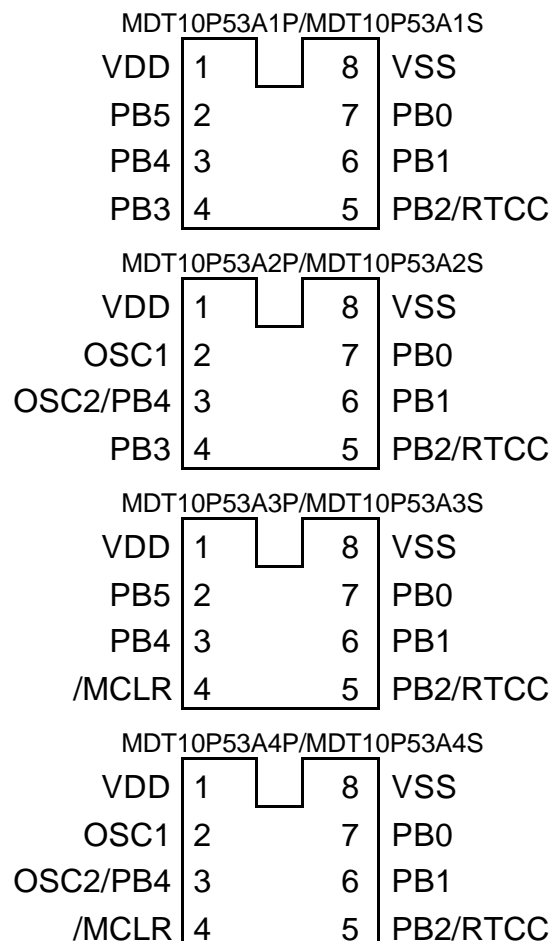 MDT10P53A1P/MDT10P53A1S
VDD 1 8 VSS
PB5 2 7 PB0
PB4 3 6 PB1
PB3 4 5 PB2/RTCC
MDT10P53A2P/MDT10P53A2S
VDD 1 8 VSS
OSC1 2 7 PB0
OSC2/PB4 3 6 PB1
PB3 4 5 PB2/RTCC
MDT10P53A3P/MDT10P53A3S
VDD 1 8 VSS
PB5 2 7 PB0
PB4 3 6 PB1
/MCLR 4 5 PB2/RTCC
MDT10P53A4P/MDT10P53A4S
VDD 1 8 VSS
OSC1 2 7 PB0
OSC2/PB4 3 6 PB1
/MCLR 4 5 PB2/RTCC